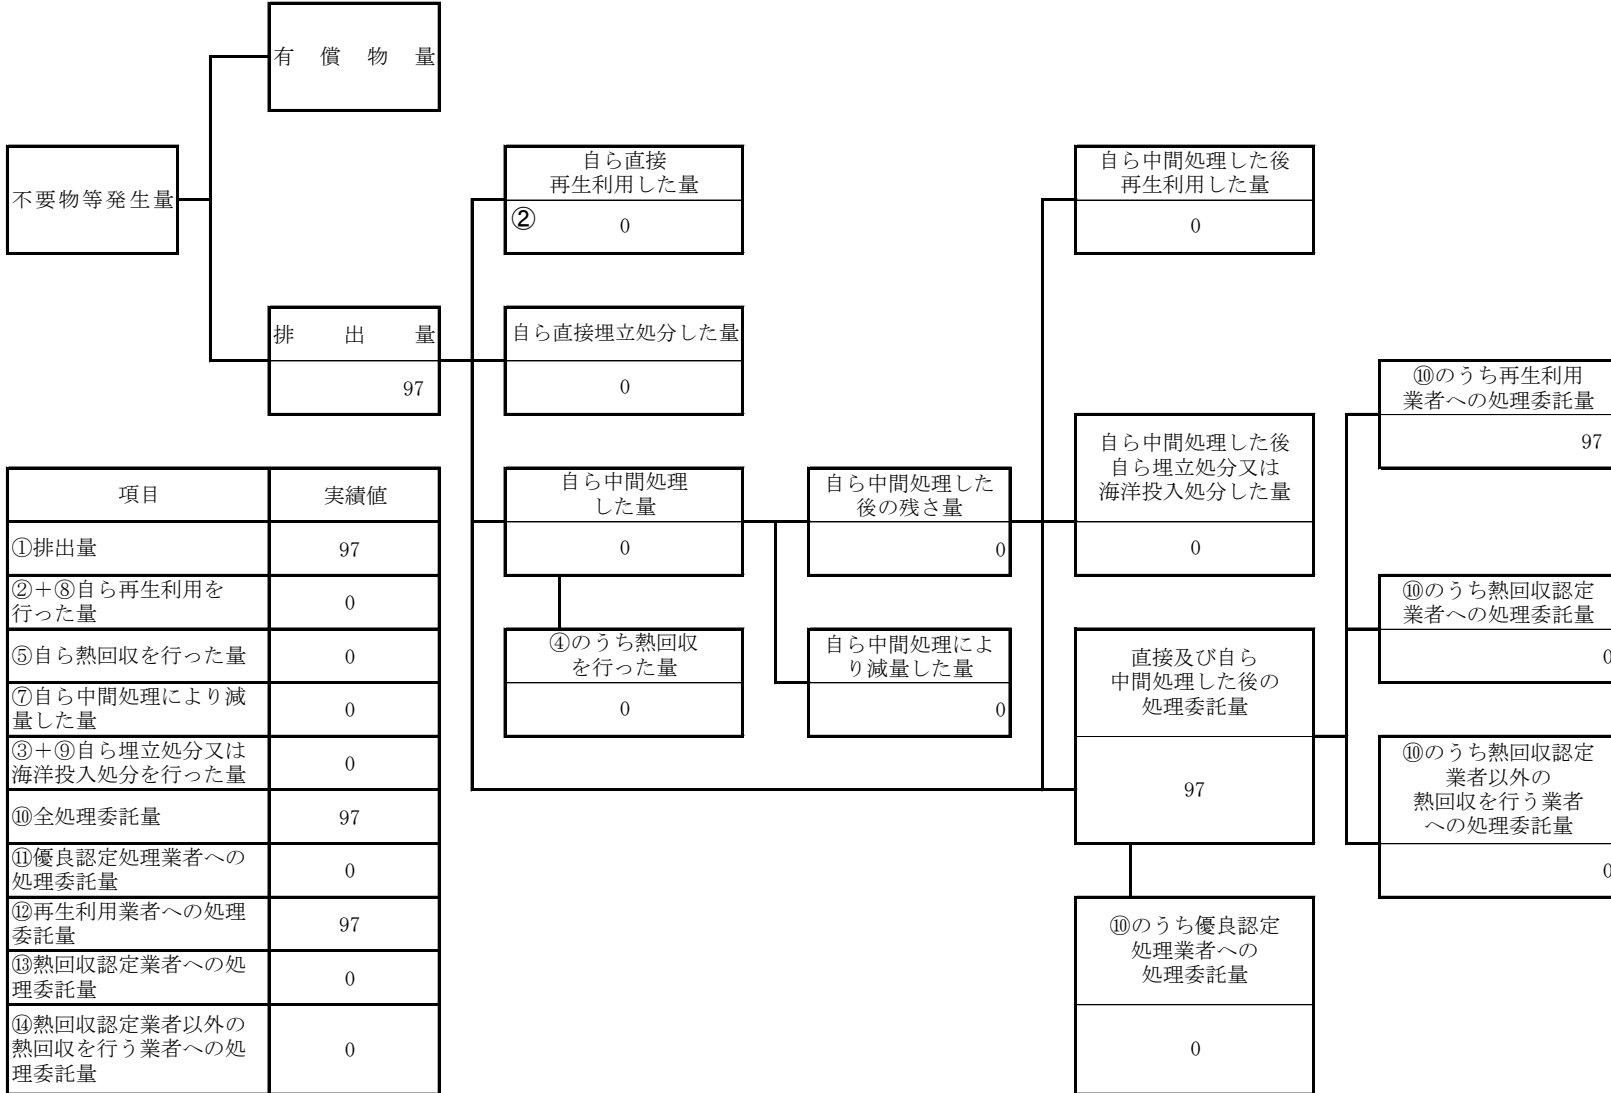 有償物量
不要物等発生量
自ら直接
再生利用した量
②
0
自ら中間処理した後
再生利用した量
0
排出量
97
自ら直接埋立処分した量
0
⑩のうち再生利用
業者への処理委託量
97
自ら中間処理した後
自ら埋立処分又は
海洋投入処分した量
0
自ら中間処理
した量
0
自ら中間処理した
後の残さ量
0
⑩のうち熱回収認定
業者への処理委託量
0
④のうち熱回収
を行った量
0
自ら中間処理によ
り減量した量
0
直接及び自ら
中間処理した後の
処理委託量
97
⑩のうち熱回収認定
業者以外の
熱回収を行う業者
への処理委託量
0
⑩のうち優良認定
処理業者への
処理委託量
0
項目
実績値
①排出量
97
②+⑧自ら再生利用を
行った量
0
⑤自ら熱回収を行った量
0
⑦自ら中間処理により減
量した量
0
③+⑨自ら埋立処分又は
海洋投入処分を行った量
0
⑩全処理委託量
97
⑪優良認定処理業者への
処理委託量
0
⑫再生利用業者への処理
委託量
97
⑬熱回収認定業者への処
理委託量
0
⑭熱回収認定業者以外の
熱回収を行う業者への処
理委託量
0